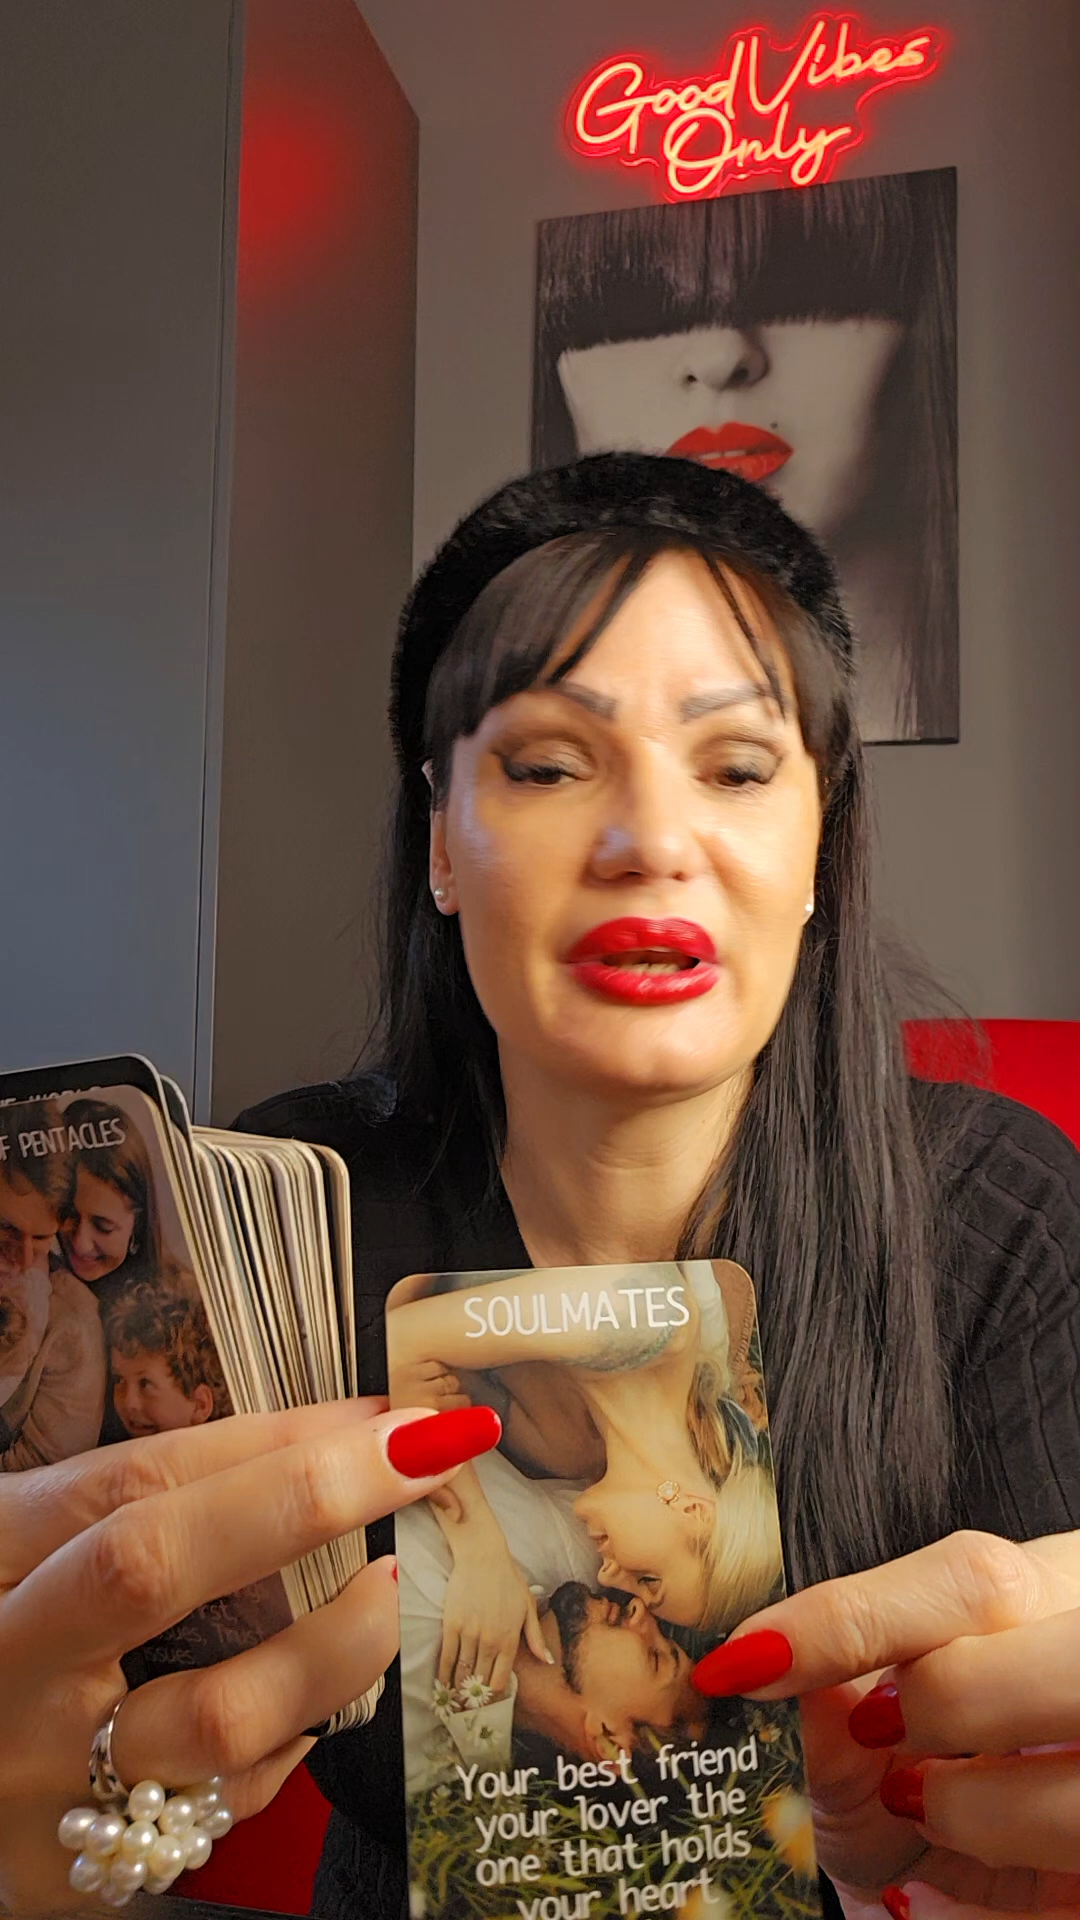 Good Vibes
Only
F PENTACLES
SOULMATES
Your best friend
your lover the
one that holds
your heart